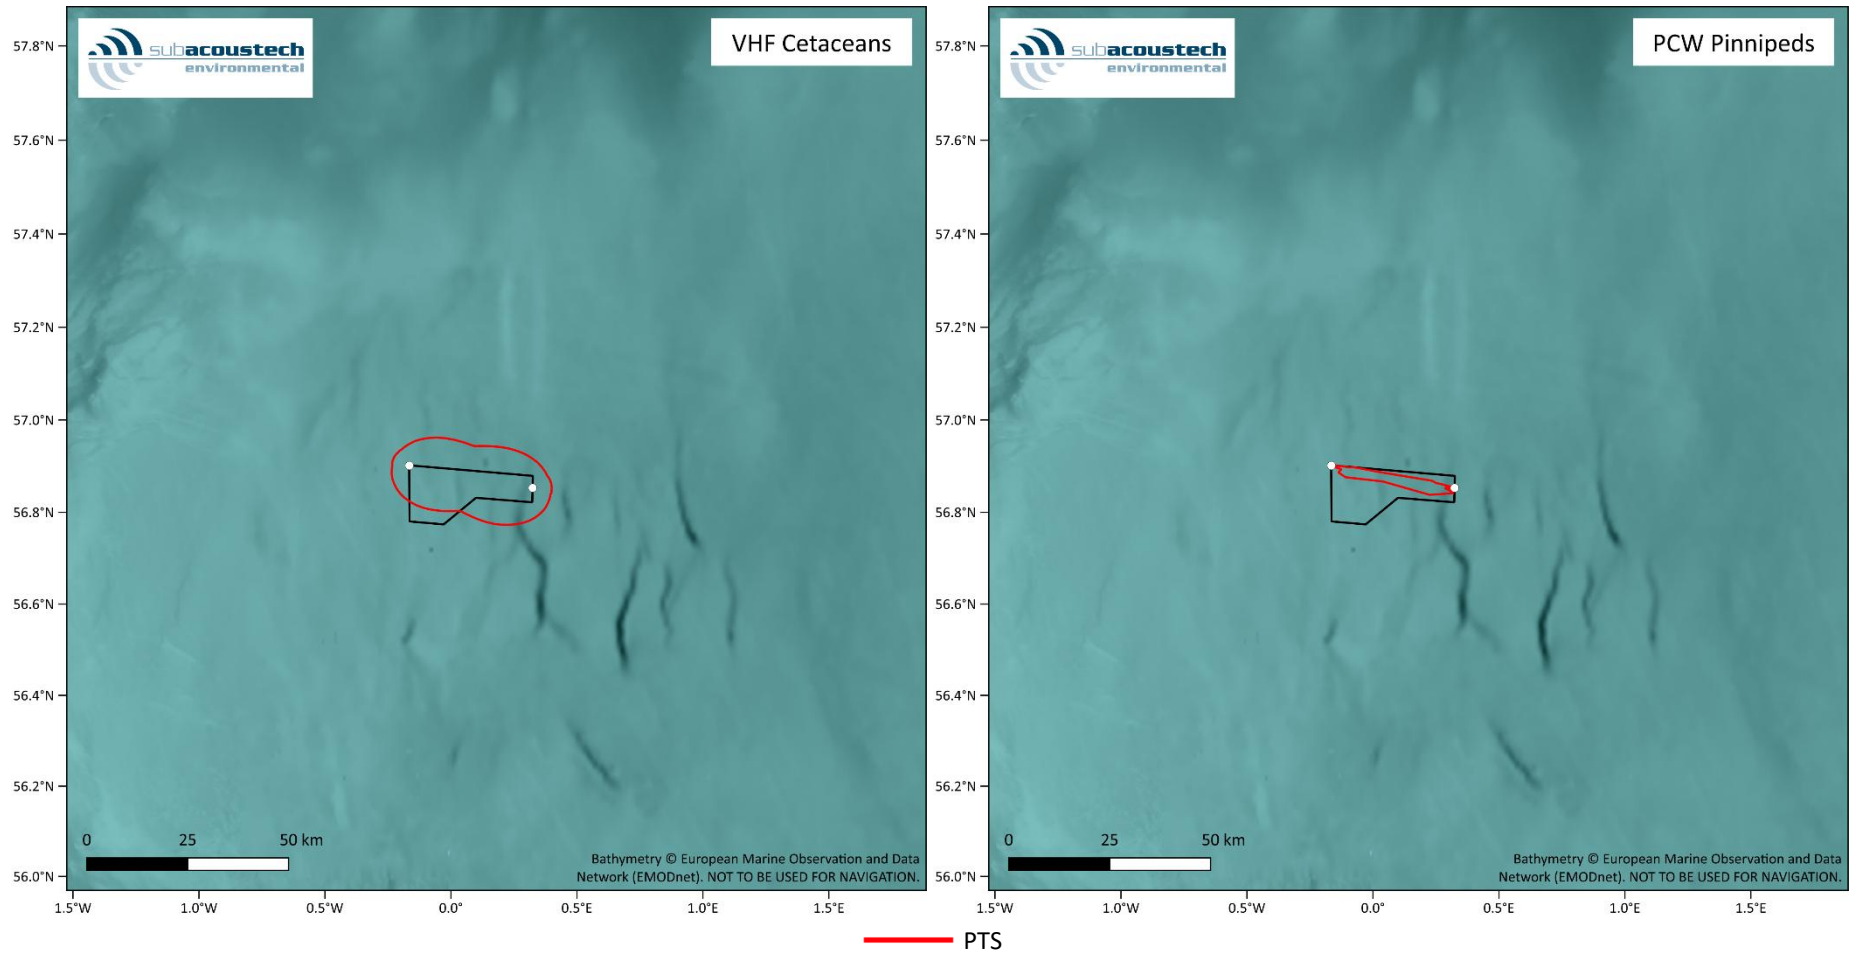 subacoustech
environmental
VHF Cetaceans
57.8°N
57.6°N
57.4°N
57.2°N
57.0°N
56.8°N
56.6°N
56.4°N
56.2°N
56.0°N
0 25 50 km
Bathymetry © European Marine Observation and Data
Network (EMODnet). NOT TO BE USED FOR NAVIGATION.
1.5°W 1.0°W 0.5°W 0.0° 0.5°E 1.0°E 1.5°E
subacoustech
environmental
PCW Pinnipeds
57.8°N
57.6°N
57.4°N
57.2°N
57.0°N
56.8°N
56.6°N
56.4°N
56.2°N
56.0°N
0 25 50 km
Bathymetry © European Marine Observation and Data
Network (EMODnet). NOT TO BE USED FOR NAVIGATION.
1.5°W 1.0°W 0.5°W 0.0° 0.5°E 1.0°E 1.5°E
PTS